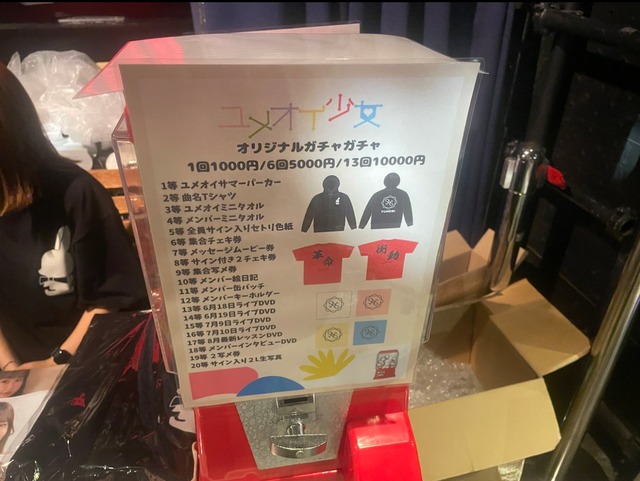 ユメオイ少女
オリジナルガチャガチャ
1回1000円/6回5000円/13回10000円
1等 ユメオイサマーパーカー
2等 曲名Tシャツ
3等 ユメオイミニタオル
4等 メンバーミニタオル
5等 全員サイン入りセトリ色紙
6等 集合チェキ券
7等 メッセージムービー券
8等 サイン付き2チェキ券
9等 集合写メ券
10等 メンバー絵日記
11等 メンバー缶バッチ
12等 メンバーキーホルダー
13等 6月18日ライブDVD
14等 6月19日ライブDVD
15等 7月9日ライブDVD
16等 7月10日ライブDVD
17等 8月最新レッスンDVD
18等 メンバーインタビューDVD
19等 2写メ券
20等 サイン入り2L生写真
革命
衝動